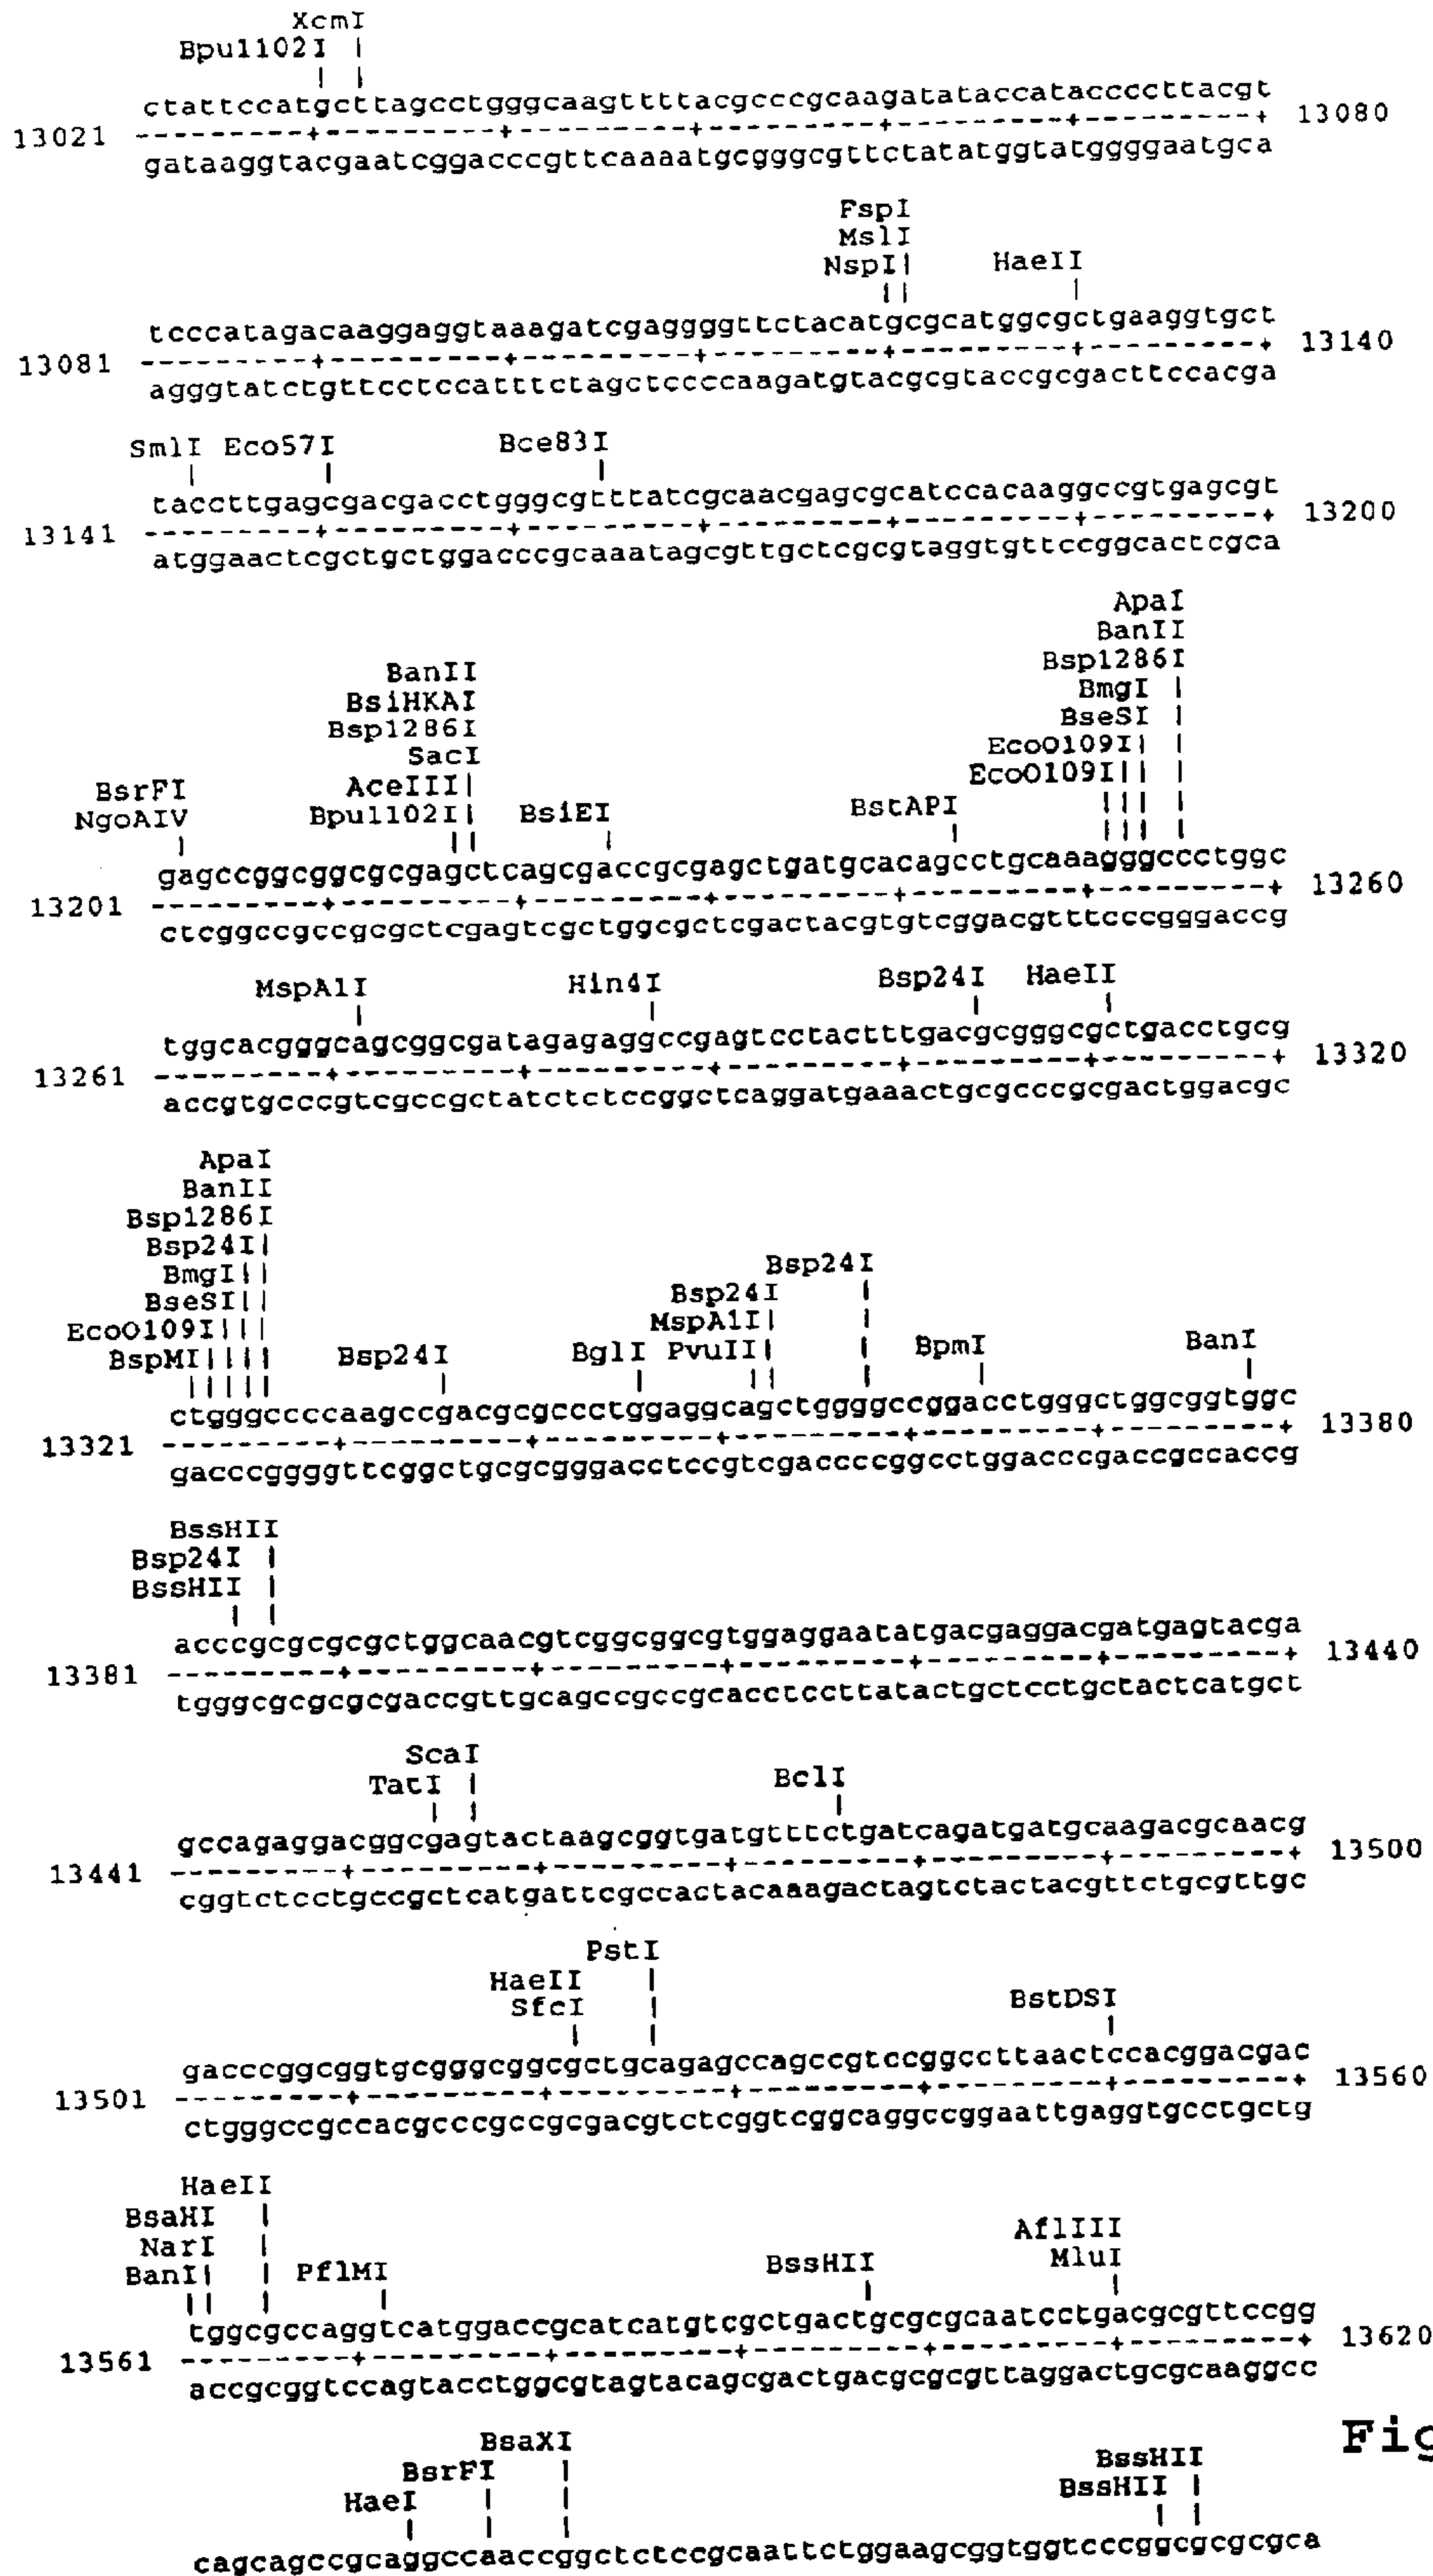 XcmI
Bpu1102I |
| |
ctattccatgcttagcctgggcaagttttacgcccgcaagatataccatacccccttacgt
13021 ---------+---------+---------+---------+---------+---------+ 13080
gataaggtacgaatcggacccgttcaaaatgcgggcgttctatatggtatggggaatgca
FspI
MslI
NspI| HaeII
|| |
tcccatagacaaggaggtaaagatcgaggggttctacatgcgcatggcgctgaaggtgct
13081 ---------+---------+---------+---------+---------+---------+ 13140
agggtatctgttcctccatttctagctccccaagatgtacgcgtaccgcgacttccacga
SmlI Eco57I Bce83I
| | |
taccttgagcgacgacctgggcgtttatcgcaacgagcgcatccacaaggccgtgagcgt
13141 ---------+---------+---------+---------+---------+---------+ 13200
atggaactcgctgctggacccgcaaatagcgttgctcgcgtaggtgttccggcactcgca
ApaI
BanII
BanII Bsp1286I
BsiHKAI BmgI |
Bsp1286I BseSI |
SacI EcoO109I| |
BsrFI AceIII| EcoO109I|| |
NgoAIV Bpu1102I| BsiEI BstAPI ||| |
| || | | ||| |
gagccggcggcgcgagctcagcgaccgcgagctgatgcacagcctgcaaagggccctggc
13201 ---------+---------+---------+---------+---------+---------+ 13260
ctcggccgccgcgctcgagtcgctggcgctcgactacgtgtcggacgtttcccgggaccg
MspA1I Hin4I Bsp24I HaeII
| | | |
tggcacgggcagcggcgatagagaggccgagtcctactttgacgcgggcgctgacctgcg
13261 ---------+---------+---------+---------+---------+---------+ 13320
accgtgcccgtcgccgctatctctccggctcaggatgaaactgcgcccgcgactggacgc
ApaI
BanII
Bsp1286I
Bsp24I|
BmgI|| Bsp24I
BseSI|| Bsp24I |
EcoO109I||| MspA1I| |
BspMI|||| Bsp24I BglI PvuII| | BpmI BanI
||||| | | || | | |
ctgggccccaagccgacgcgccctggaggcagctggggccggacctgggctggcggtggc
13321 ---------+---------+---------+---------+---------+---------+ 13380
gacccggggttcggctgcgcgggacctccgtcgaccccggcctggacccgaccgccaccg
BssHII
Bsp24I |
BssHII |
| |
acccgcgcgcgctggcaacgtcggcggcgtggaggaatatgacgaggacgatgagtacga
13381 ---------+---------+---------+---------+---------+---------+ 13440
tgggcgcgcgcgaccgttgcagccgccgcacctccttatactgctcctgctactcatgct
ScaI
TatI | BclI
| | |
gccagaggacggcgagtactaagcggtgatgtttctgatcagatgatgcaagacgcaacg
13441 ---------+---------+---------+---------+---------+---------+ 13500
cggtctcctgccgctcatgattcgccactacaaagactagtctactacgttctgcgttgc
PstI
HaeII |
SfcI | BstDSI
| | |
gacccggcggtgcgggcggcgctgcagagccagccgtccggccttaactccacggacgac
13501 ---------+---------+---------+---------+---------+---------+ 13560
ctgggccgccacgcccgccgcgacgtctcggtcggcaggccggaattgaggtgcctgctg
HaeII
BsaHI |
NarI | AflIII
BanI| | PflMI BssHII MluI
|| | | | |
tggcgccaggtcatggaccgcatcatgtcgctgactgcgcgcaatcctgacgcgttccgg
13561 ---------+---------+---------+---------+---------+---------+ 13620
accgcggtccagtacctggcgtagtacagcgactgacgcgcgttaggactgcgcaaggcc
Fig
BsaXI
BsrFI | BssHII
HaeI | | BssHII |
| | | | |
cagcagccgcaggccaaccggctctccgcaattctggaagcggtggtcccggcgcgcgca